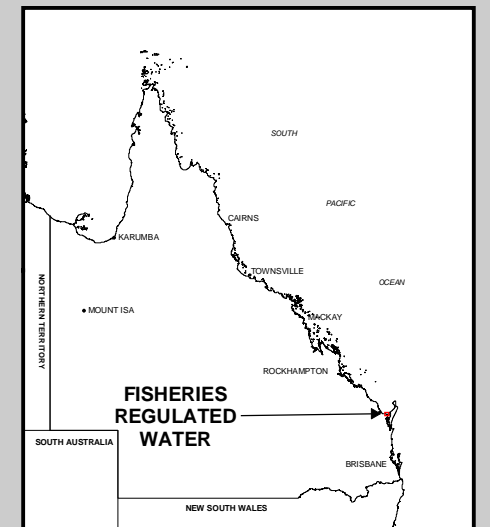 SOUTH
PACIFIC
CAIRNS
KARUMBA
TOWNSVILLE
OCEAN
NORTHERN TERRITORY
MOUNT ISA
MACKAY
ROCKHAMPTON
FISHERIES
REGULATED
WATER
SOUTH AUSTRALIA
BRISBANE
NEW SOUTH WALES